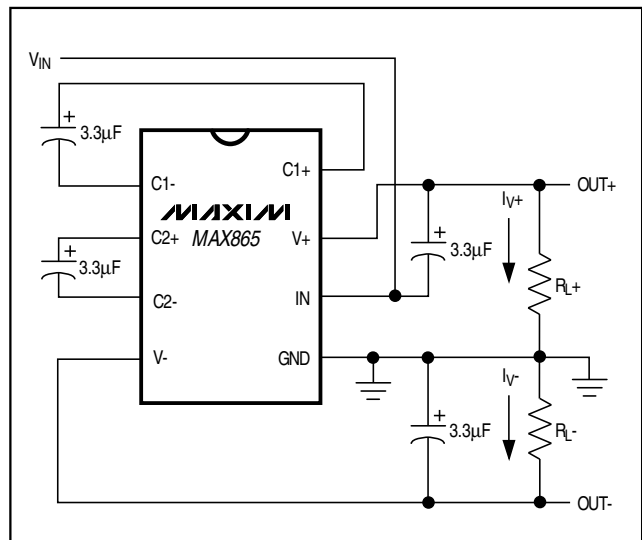 VIN
+
3.3µF
C1-
C1+
MAXIM
MAX865
C2+
V+
+
3.3µF
C2-
IN
+
3.3µF
V-
GND
OUT+
IV+
RL+
+
3.3µF
IV-
RL-
OUT-